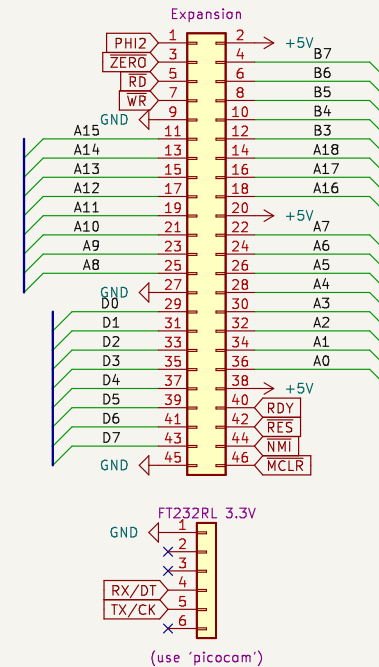 Expansion
PHI2 1 2 +5V
ZERO 3 4 B7
RD 5 6 B6
WR 7 8 B5
GND 9 10 B4
A15 11 12 B3
A14 13 14 A18
A13 15 16 A17
A12 17 18 A16
A11 19 20 +5V
A10 21 22 A7
A9 23 24 A6
A8 25 26 A5
GND 27 28 A4
D0 29 30 A3
D1 31 32 A2
D2 33 34 A1
D3 35 36 A0
D4 37 38 +5V
D5 39 40 RDY
D6 41 42 RES
D7 43 44 NMI
GND 45 46 MCLR
FT232RL 3.3V
GND 1
2
3
RX/DT 4
TX/CK 5
6
(use 'picocam')